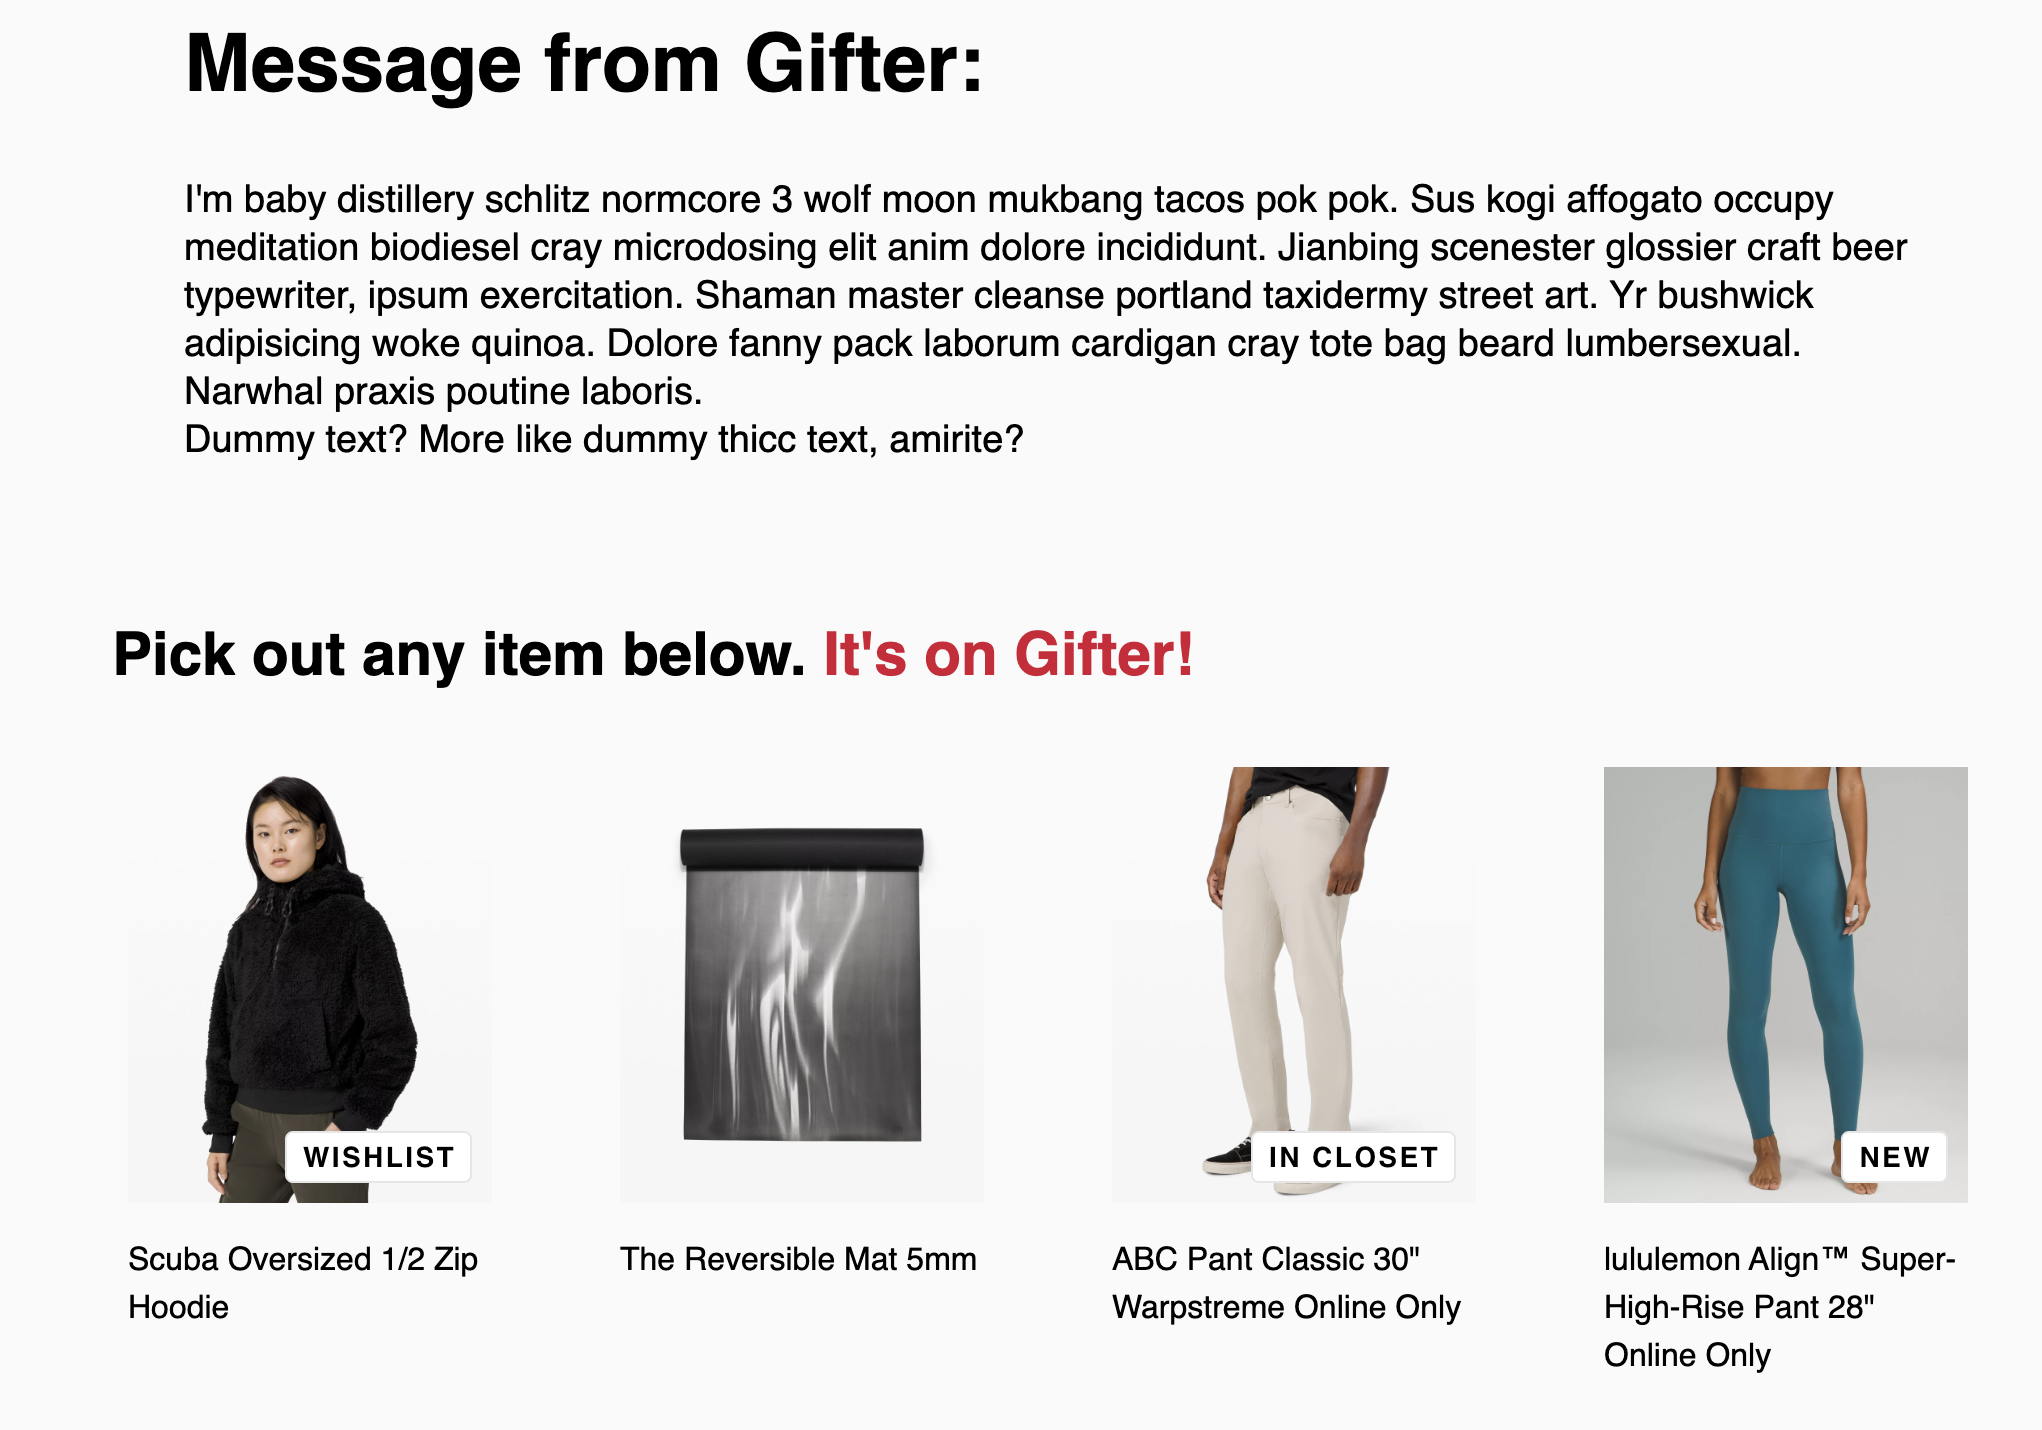 Message from Gifter:
I'm baby distillery schlitz normcore 3 wolf moon mukbang tacos pok pok. Sus kogi affogato occupy
meditation biodiesel cray microdosing elit anim dolore incididunt. Jianbing scenester glossier craft beer
typewriter, ipsum exercitation. Shaman master cleanse portland taxidermy street art. Yr bushwick
adipisicing woke quinoa. Dolore fanny pack laborum cardigan cray tote bag beard lumbersexual.
Narwhal praxis poutine laboris.
Dummy text? More like dummy thicc text, amirite?
Pick out any item below. It's on Gifter!
WISHLIST
Scuba Oversized 1/2 Zip
Hoodie
The Reversible Mat 5mm
IN CLOSET
ABC Pant Classic 30"
Warpstreme Online Only
NEW
lululemon Align™ Super-
High-Rise Pant 28"
Online Only